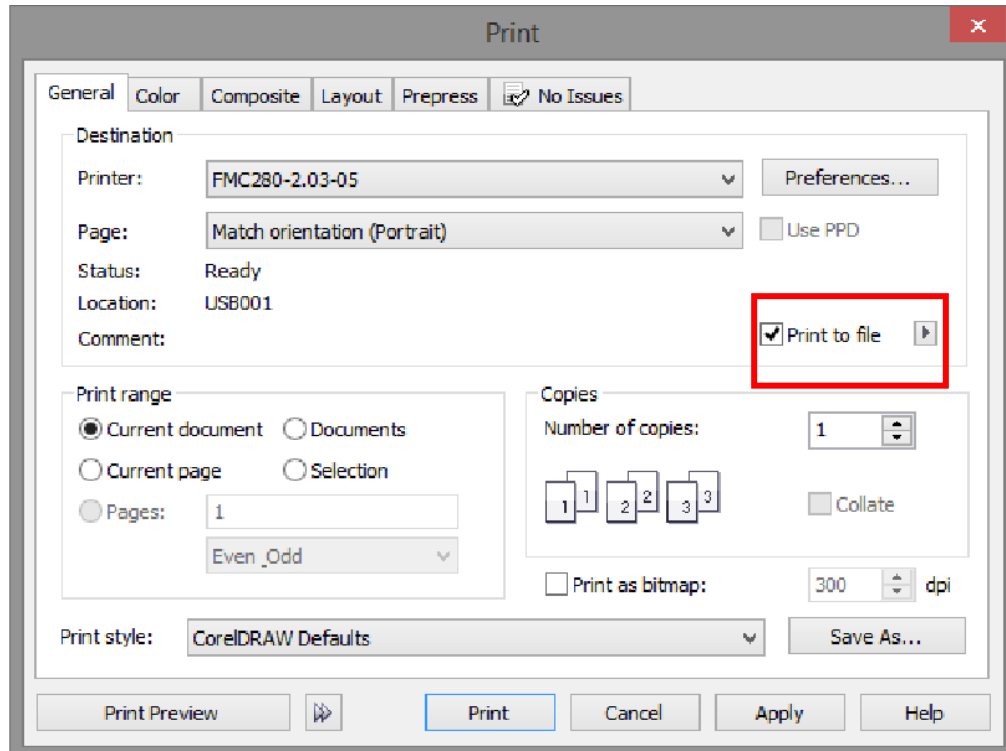 Print
General Color Composite Layout Prepress No Issues
Destination
Printer: FMC280-2.03-05 Preferences...
Page: Match orientation (Portrait) Use PPD
Status: Ready
Location: USB001
Comment: Print to file
Print range
Current document Documents
Current page Selection
Pages: 1
Even _Odd
Copies
Number of copies: 1
1 1 2 2 3 3 Collate
Print as bitmap: 300 dpi
Print style: CorelDRAW Defaults Save As...
Print Preview Print Cancel Apply Help